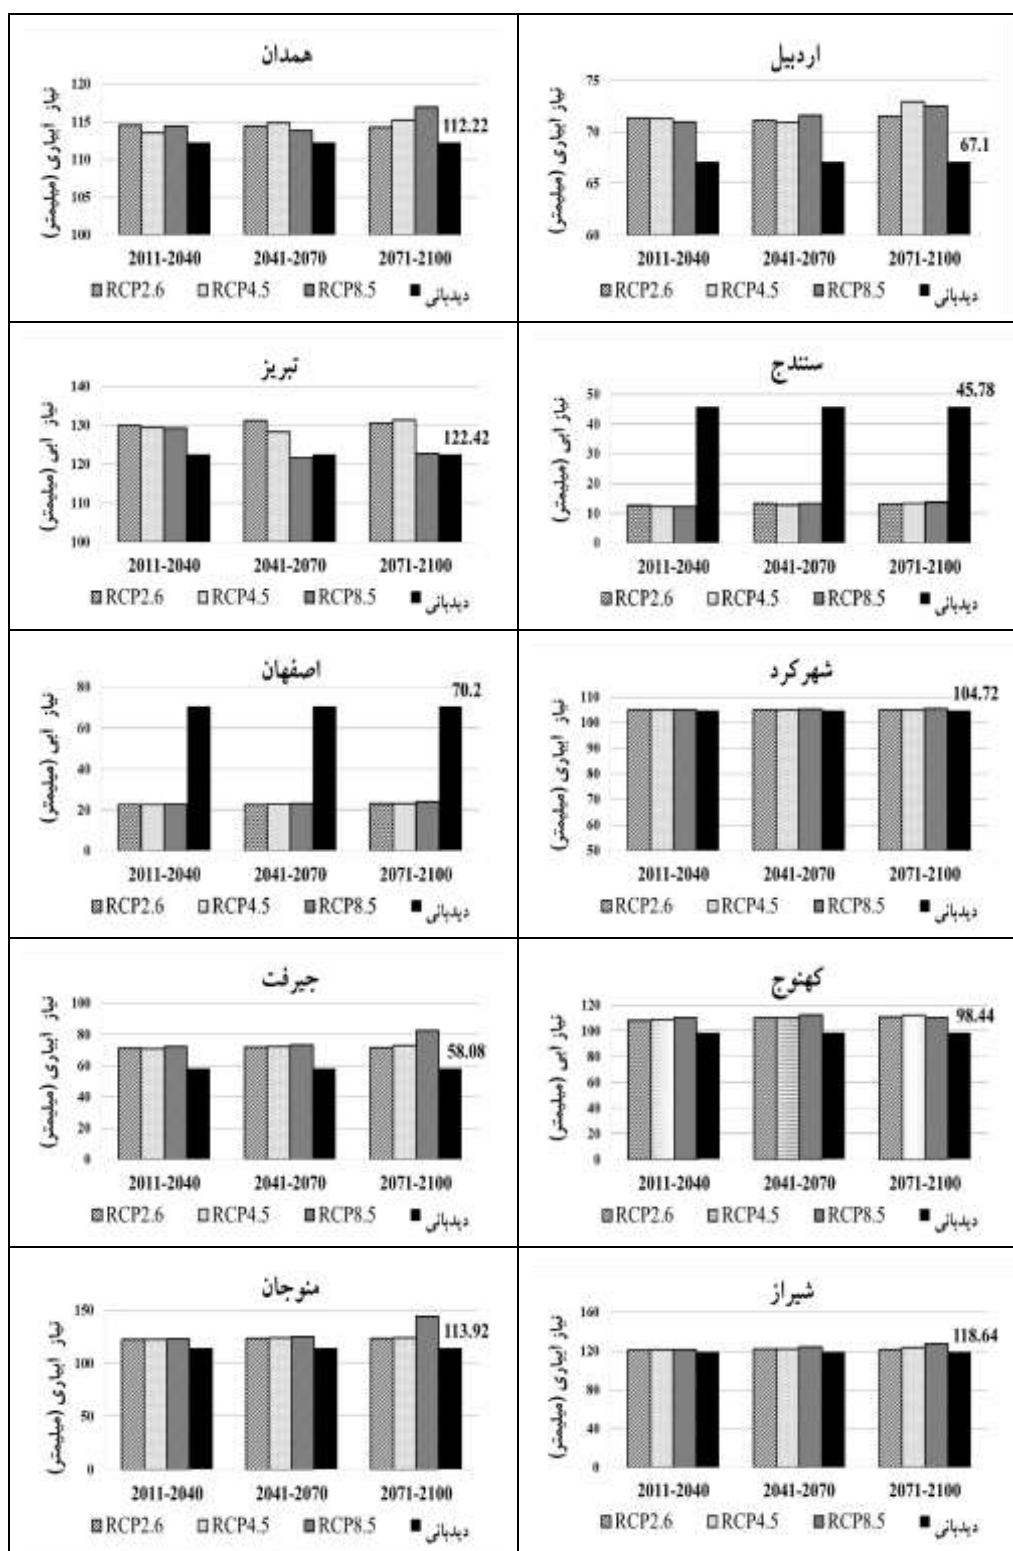 اردبیل
نیاز ابیاری (میلیمتر)
75
70
65
60
67.1
2011-2040 2041-2070 2071-2100
RCP2.6 RCP4.5 RCP8.5 دیدبانی
همدان
نیاز ابیاری (میلیمتر)
120
115
110
105
100
112.22
2011-2040 2041-2070 2071-2100
RCP2.6 RCP4.5 RCP8.5 دیدبانی
سنندج
نیاز ابی (میلیمتر)
50
40
30
20
10
0
45.78
2011-2040 2041-2070 2071-2100
RCP2.6 RCP4.5 RCP8.5 دیدبانی
تبریز
نیاز ابی (میلیمتر)
140
130
120
110
100
122.42
2011-2040 2041-2070 2071-2100
RCP2.6 RCP4.5 RCP8.5 دیدبانی
شهرکرد
نیاز ابیاری (میلیمتر)
110
100
90
80
70
60
50
104.72
2011-2040 2041-2070 2071-2100
RCP2.6 RCP4.5 RCP8.5 دیدبانی
اصفهان
نیاز ابی (میلیمتر)
80
60
40
20
0
70.2
2011-2040 2041-2070 2071-2100
RCP2.6 RCP4.5 RCP8.5 دیدبانی
کهنوج
نیاز ابی (میلیمتر)
120
100
80
60
40
20
0
98.44
2011-2040 2041-2070 2071-2100
RCP2.6 RCP4.5 RCP8.5 دیدبانی
جیرفت
نیاز ابیاری (میلیمتر)
100
80
60
40
20
0
58.08
2011-2040 2041-2070 2071-2100
RCP2.6 RCP4.5 RCP8.5 دیدبانی
شیراز
نیاز ابیاری (میلیمتر)
160
120
80
40
0
118.64
2011-2040 2041-2070 2071-2100
RCP2.6 RCP4.5 RCP8.5 دیدبانی
منوجان
نیاز ابیاری (میلیمتر)
150
100
50
0
113.92
2011-2040 2041-2070 2071-2100
RCP2.6 RCP4.5 RCP8.5 دیدبانی